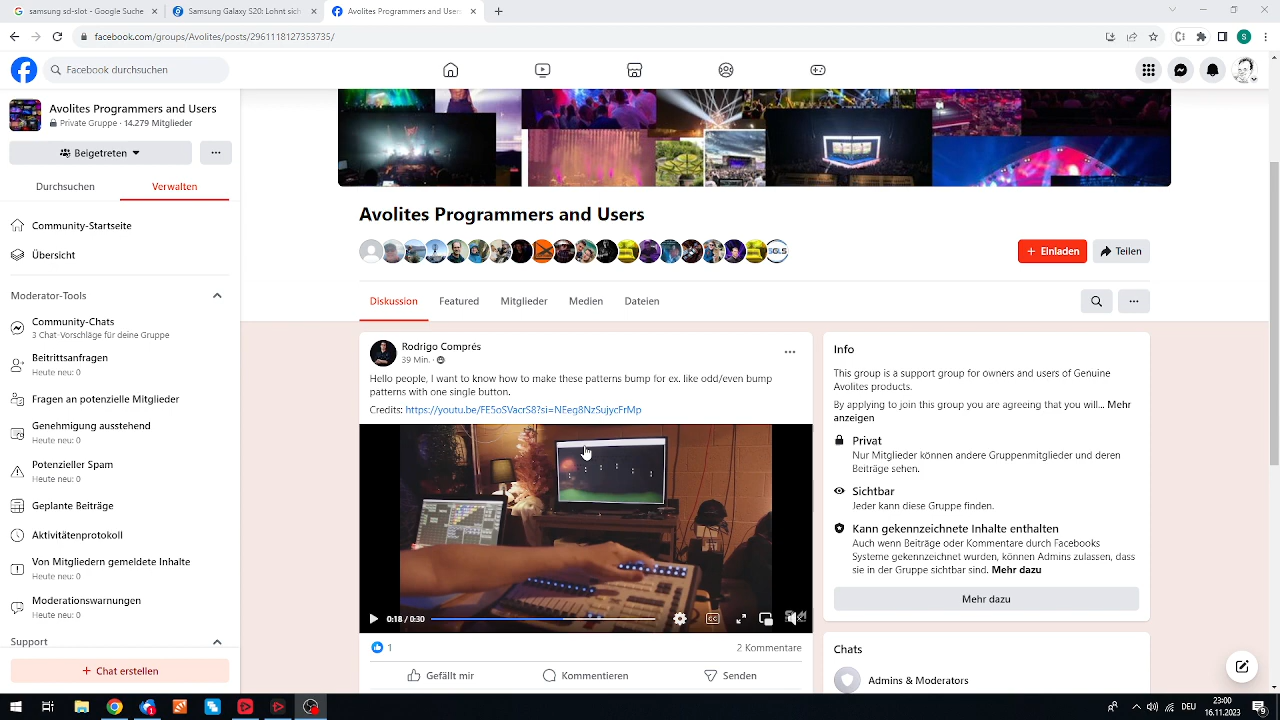 samsung sd-slot - Google Suche
Samsung Galaxy S20: Lohnt sich
Avolites Programmers and User
facebook.com/groups/Avolites/posts/2961118127353735/
S
Facebook durchsuchen
Avolites Programmers and Users
Private Gruppe · 14.279 Mitglieder
Beigetreten
Durchsuchen
Verwalten
Community-Startseite
Übersicht
Moderator-Tools
Community-Chats
3 Chat-Vorschläge für deine Gruppe
Beitrittsanfragen
Heute neu: 0
Fragen an potenzielle Mitglieder
Genehmigung ausstehend
Heute neu: 0
Potenzieller Spam
Heute neu: 0
Geplante Beiträge
Aktivitätenprotokoll
Von Mitgliedern gemeldete Inhalte
Heute neu: 0
Moderationswarnungen
Heute neu: 0
Support
+ Chat erstellen
Avolites Programmers and Users
+ Einladen
Teilen
Diskussion
Featured
Mitglieder
Medien
Dateien
Rodrigo Comprés
39 Min. ·
Hello people, I want to know how to make these patterns bump for ex. like odd/even bump
patterns with one single button.
Credits: https://youtu.be/FE5oSVacrS8?si=NEeg8NzSujycFrMp
0:18 / 0:30
1
2 Kommentare
Gefällt mir
Kommentieren
Senden
Info
This group is a support group for owners and users of Genuine
Avolites products.
By applying to join this group you are agreeing that you will... Mehr
anzeigen
Privat
Nur Mitglieder können andere Gruppenmitglieder und deren
Beiträge sehen.
Sichtbar
Jeder kann diese Gruppe finden.
Kann gekennzeichnete Inhalte enthalten
Auch wenn Beiträge oder Kommentare durch Facebooks
Systeme gekennzeichnet wurden, können Admins zulassen, dass
sie in der Gruppe sichtbar sind. Mehr dazu
Mehr dazu
Chats
Admins & Moderators
DEU
23:00
16.11.2023